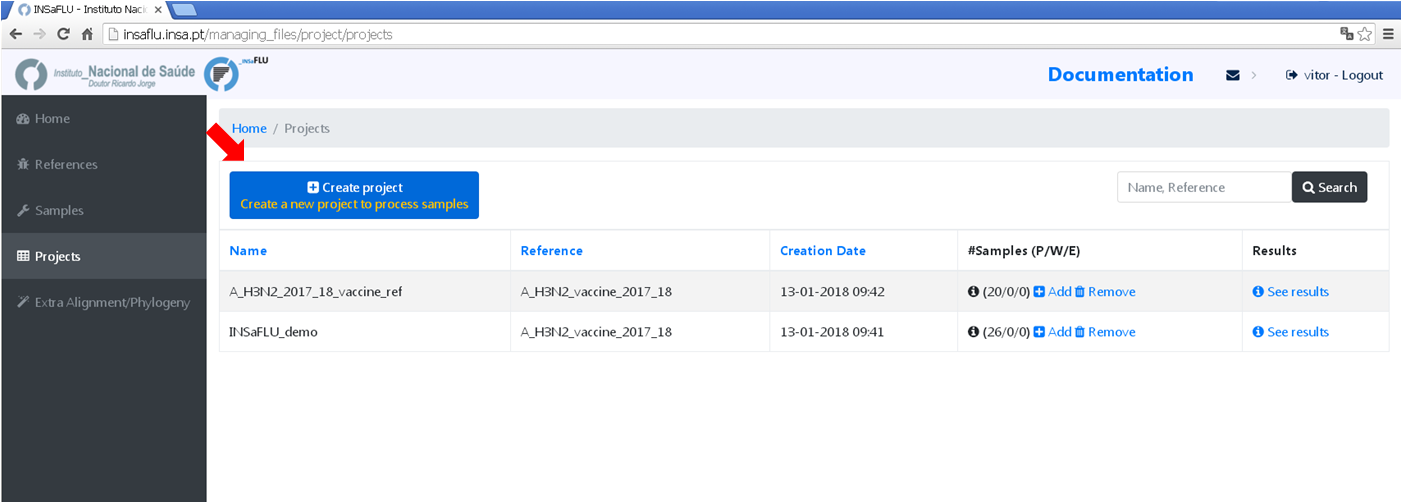 INSaFLU - Instituto Naci
insaflu.insa.pt/managing_files/project/projects
Instituto_Nacional de Saúde
Doutor Ricardo Jorge
_INSaFLU
Documentation
vitor - Logout
Home
References
Samples
Projects
Extra Alignment/Phylogeny
Home / Projects
Create project
Create a new project to process samples
Name, Reference
Search
Name Reference Creation Date #Samples (P/W/E) Results
A_H3N2_2017_18_vaccine_ref A_H3N2_vaccine_2017_18 13-01-2018 09:42 (20/0/0) Add Remove See results
INSaFLU_demo A_H3N2_vaccine_2017_18 13-01-2018 09:41 (26/0/0) Add Remove See results